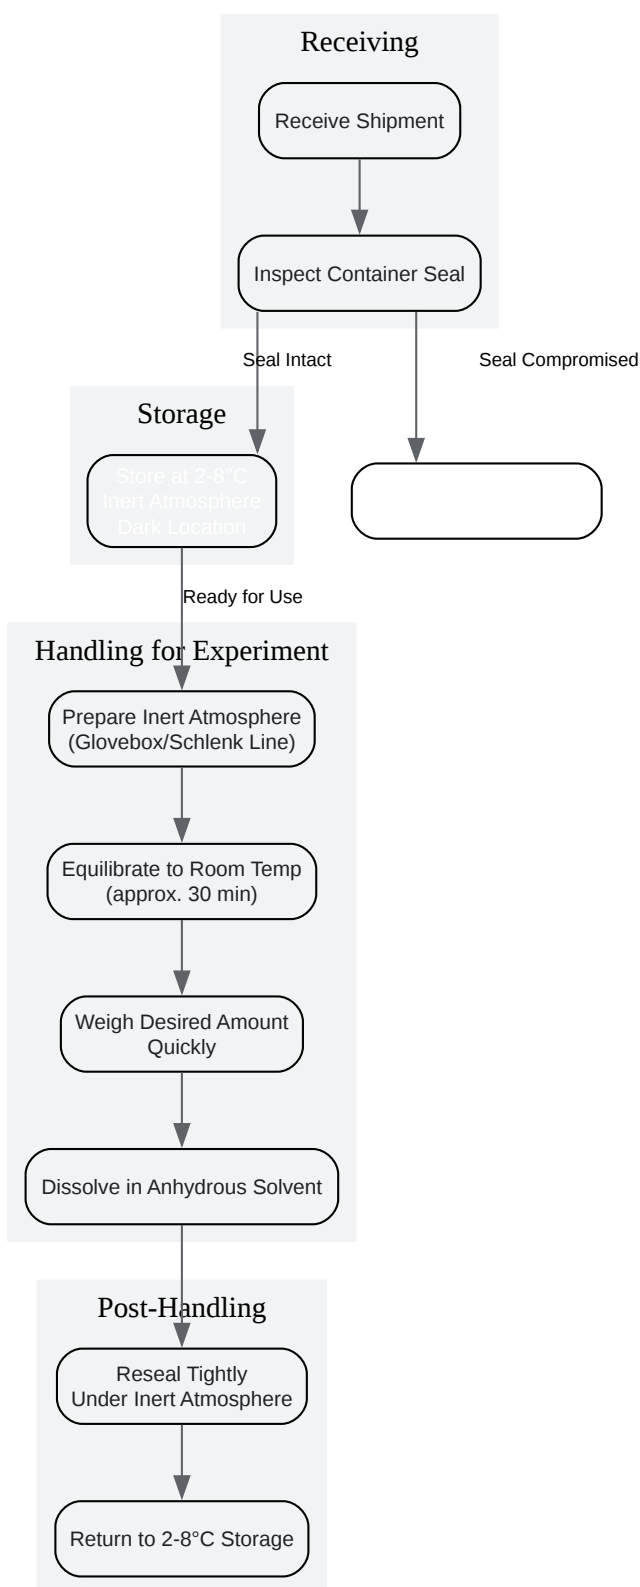 Receiving
Receive Shipment
Inspect Container Seal
Seal Intact
Seal Compromised
Storage
Store at 2-8°C
Inert Atmosphere
Dark Location
Ready for Use
Handling for Experiment
Prepare Inert Atmosphere
(Glovebox/Schlenk Line)
Equilibrate to Room Temp
(approx. 30 min)
Weigh Desired Amount
Quickly
Dissolve in Anhydrous Solvent
Post-Handling
Reseal Tightly
Under Inert Atmosphere
Return to 2-8°C Storage